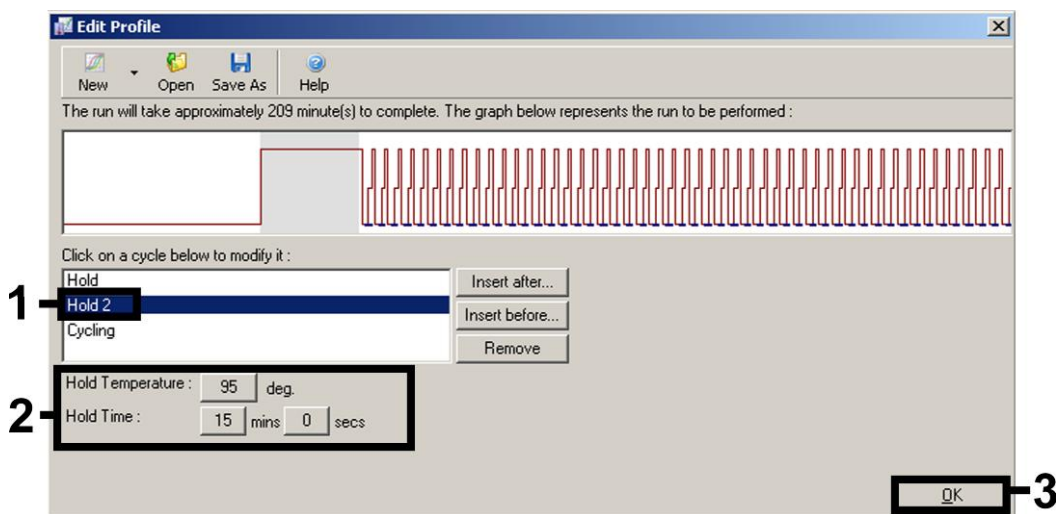 Edit Profile
New Open Save As Help
The run will take approximately 209 minute(s) to complete. The graph below represents the run to be performed :
Click on a cycle below to modify it :
Hold
Insert after...
1
Hold 2
Insert before...
Cycling
Remove
2
Hold Temperature : 95 deg.
Hold Time : 15 mins 0 secs
OK
3